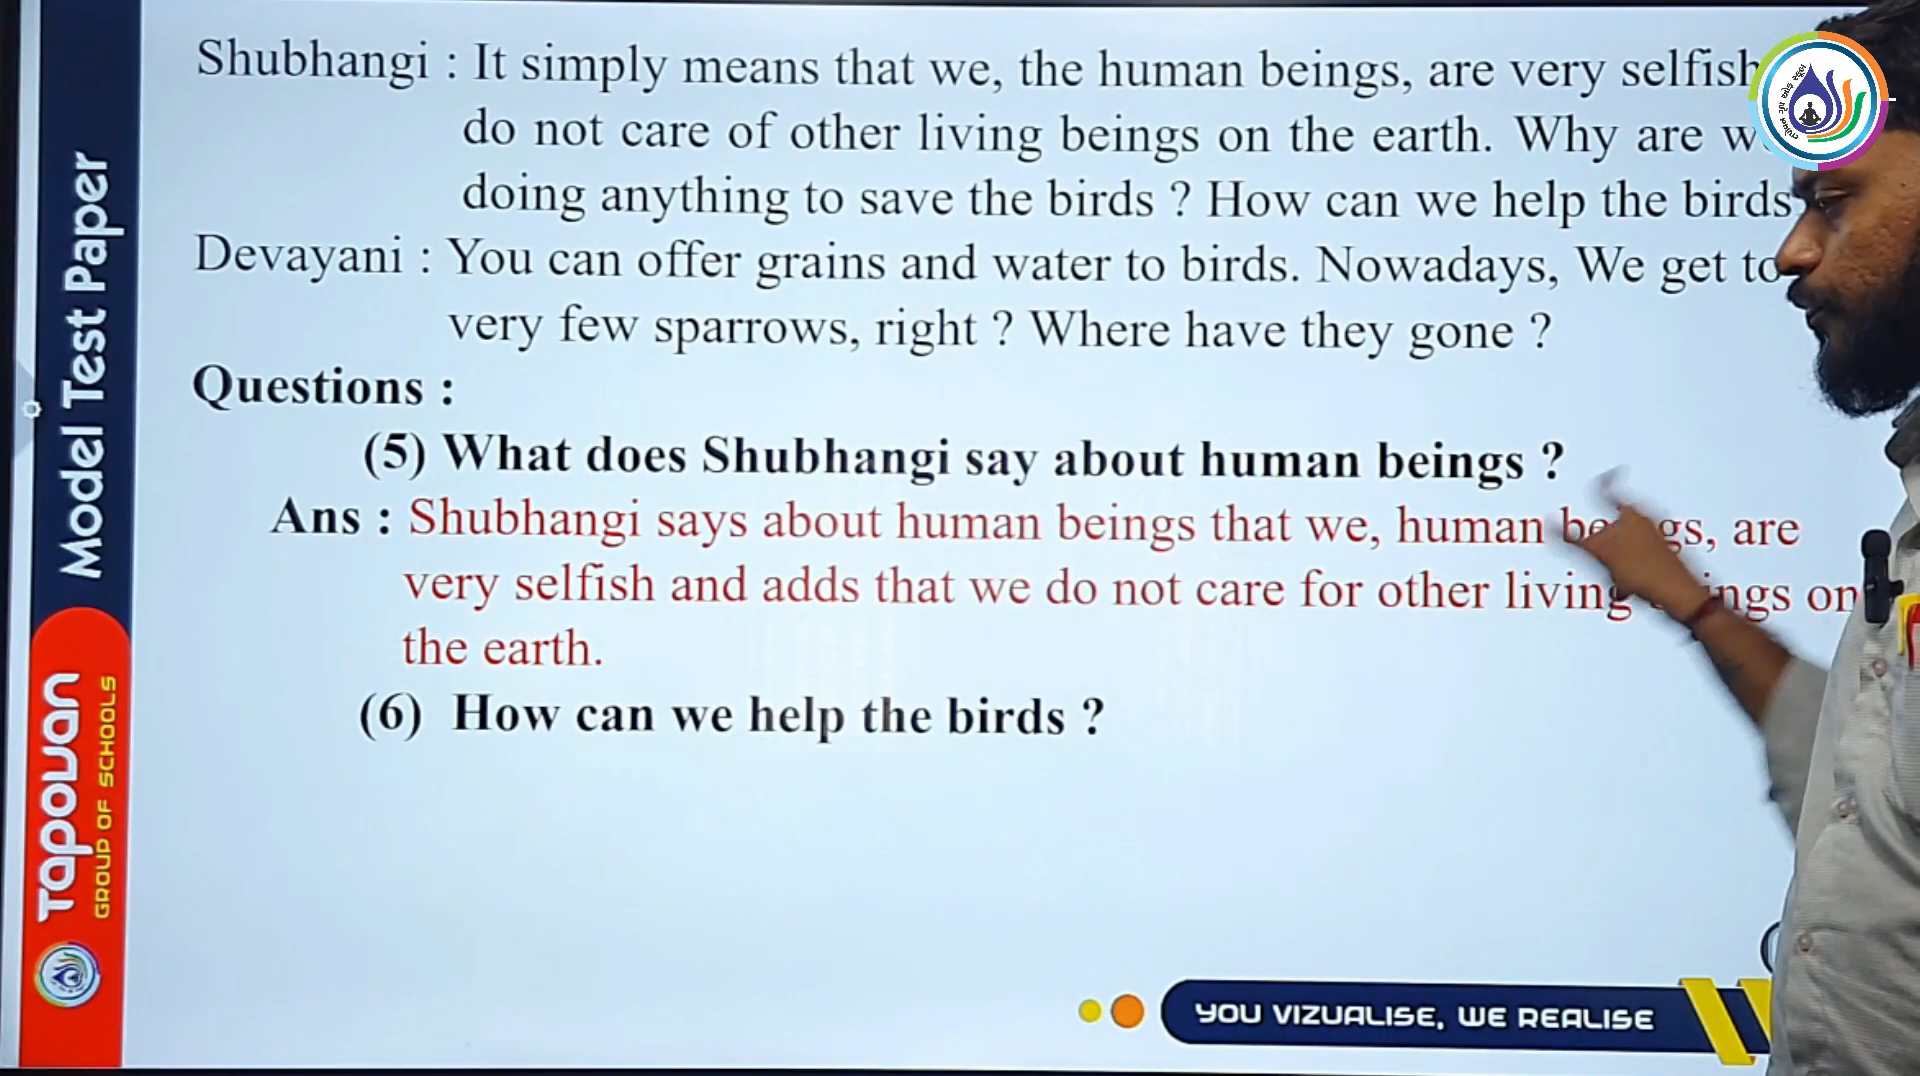 Shubhangi : It simply means that we, the human beings, are very selfish
do not care of other living beings on the earth. Why are
doing anything to save the birds ? How can we help the birds
Devayani : You can offer grains and water to birds. Nowadays, We get to
very few sparrows, right ? Where have they gone ?
Questions :
(5) What does Shubhangi say about human beings ?
Ans : Shubhangi says about human beings that we, human beings, are
very selfish and adds that we do not care for other living on
the earth.
(6) How can we help the birds ?
Model Test Paper
Tapovan
GROUP OF SCHOOLS
YOU VIZUALISE, WE REALISE